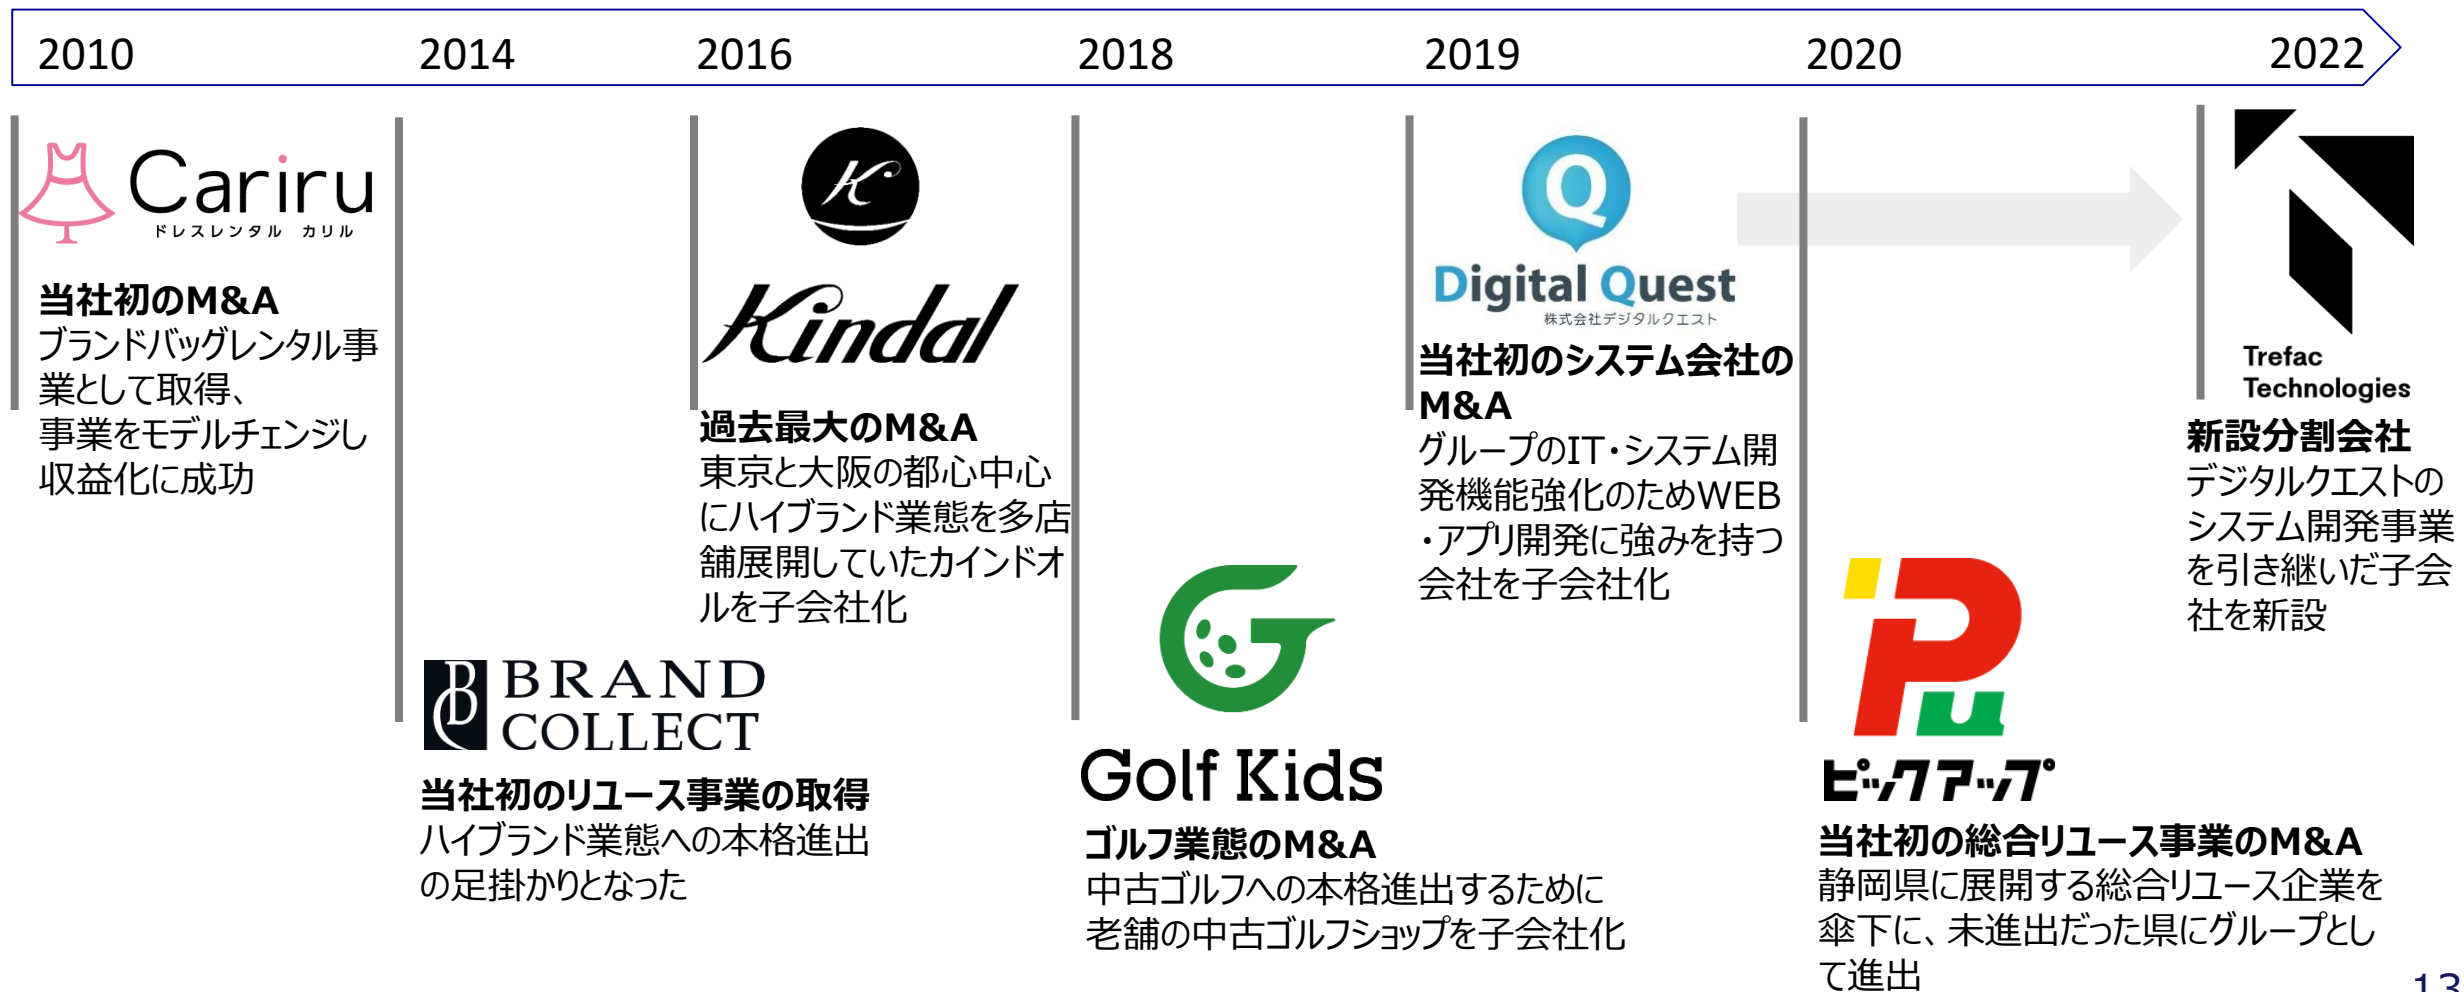 2010 2014 2016 2018 2019 2020 2022
Cariru
ドレスレンタル カリル
当社初のM&A
ブランドバッグレンタル事
業として取得、
事業をモデルチェンジし
収益化に成功
BRAND
COLLECT
当社初のリユース事業の取得
ハイブランド業態への本格進出
の足掛かりとなった
K
Kindal
過去最大のM&A
東京と大阪の都心中心
にハイブランド業態を多店
舗展開していたカインドオ
ルを子会社化
Golf Kids
ゴルフ業態のM&A
中古ゴルフへの本格進出するために
老舗の中古ゴルフショップを子会社化
Q
Digital Quest
株式会社デジタルクエスト
当社初のシステム会社の
M&A
グループのIT・システム開
発機能強化のためWEB
・アプリ開発に強みを持つ
会社を子会社化
Pu
ピックアップ
当社初の総合リユース事業のM&A
静岡県に展開する総合リユース企業を
傘下に、未進出だった県にグループとし
て進出
Trefac
Technologies
新設分割会社
デジタルクエストの
システム開発事業
を引き継いだ子会
社を新設
13